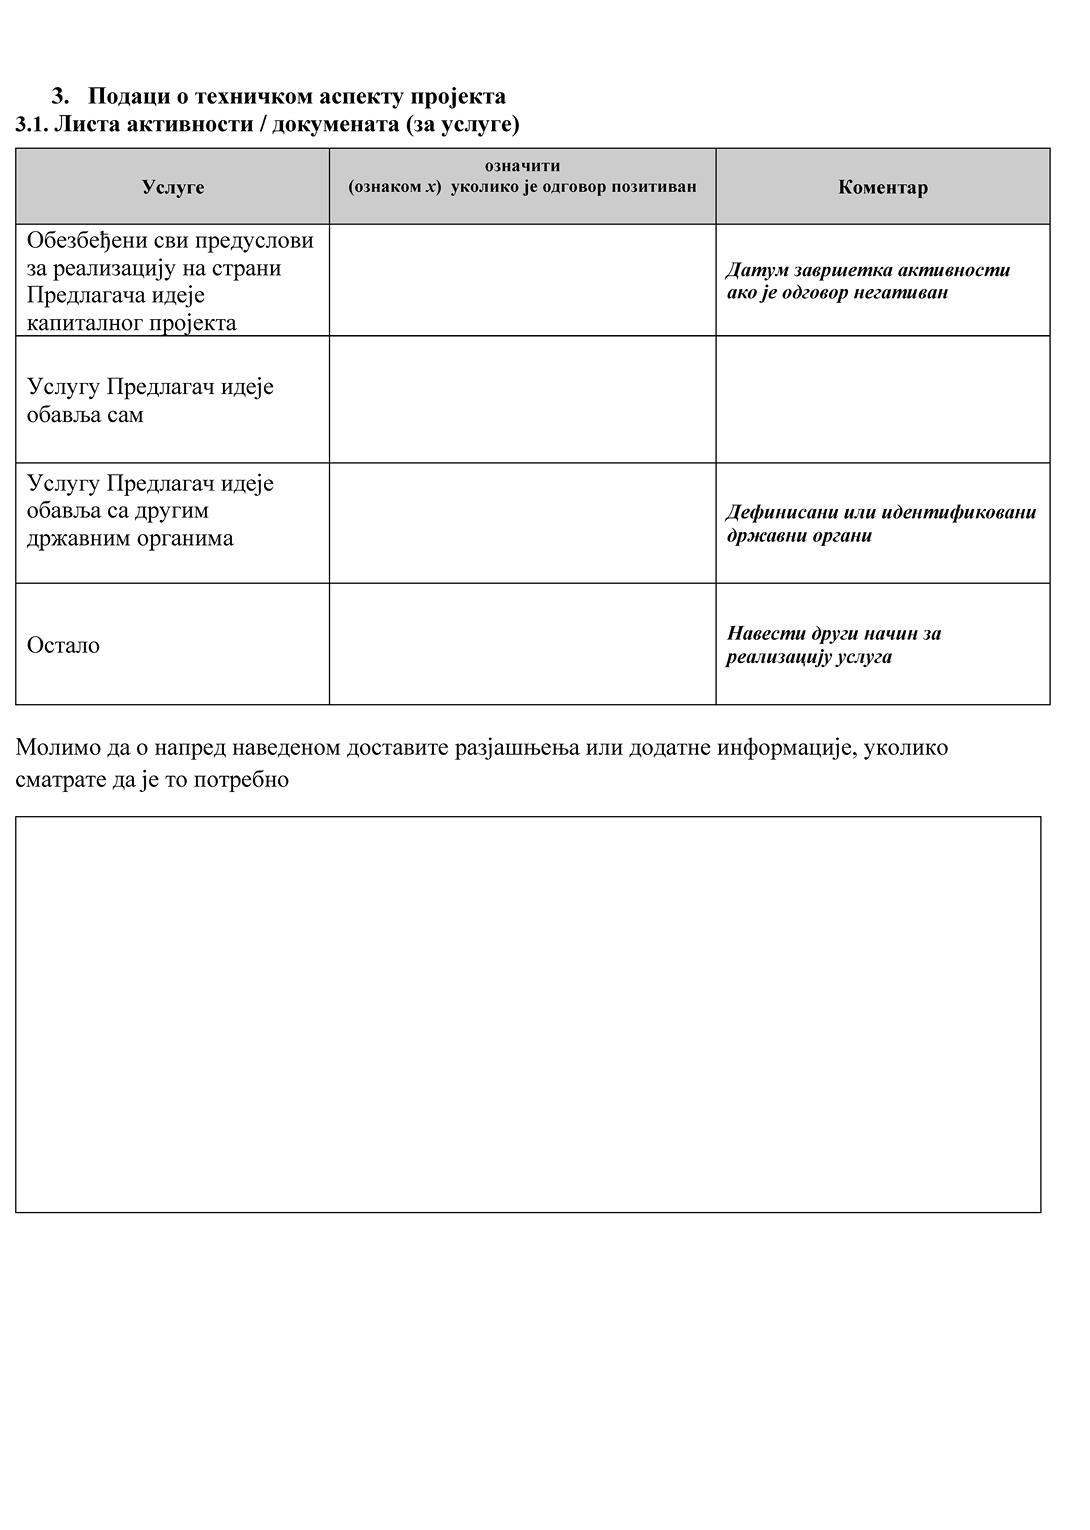 3. Подаци о техничком аспекту пројекта
3.1. Листа активности / докумената (за услуге)
Услуге
означити
(ознаком x) уколико је одговор позитиван
Коментар
Обезбеђени сви предуслови
за реализацију на страни
Предлагача идеје
капиталног пројекта
Датум завршетка активности
ако је одговор негативан
Услугу Предлагач идеје
обавља сам
Услугу Предлагач идеје
обавља са другим
државним органима
Дефинисани или идентификовани
државни органи
Остало
Навести други начин за
реализацију услуга
Молимо да о напред наведеном доставите разјашњења или додатне информације, уколико
сматрате да је то потребно